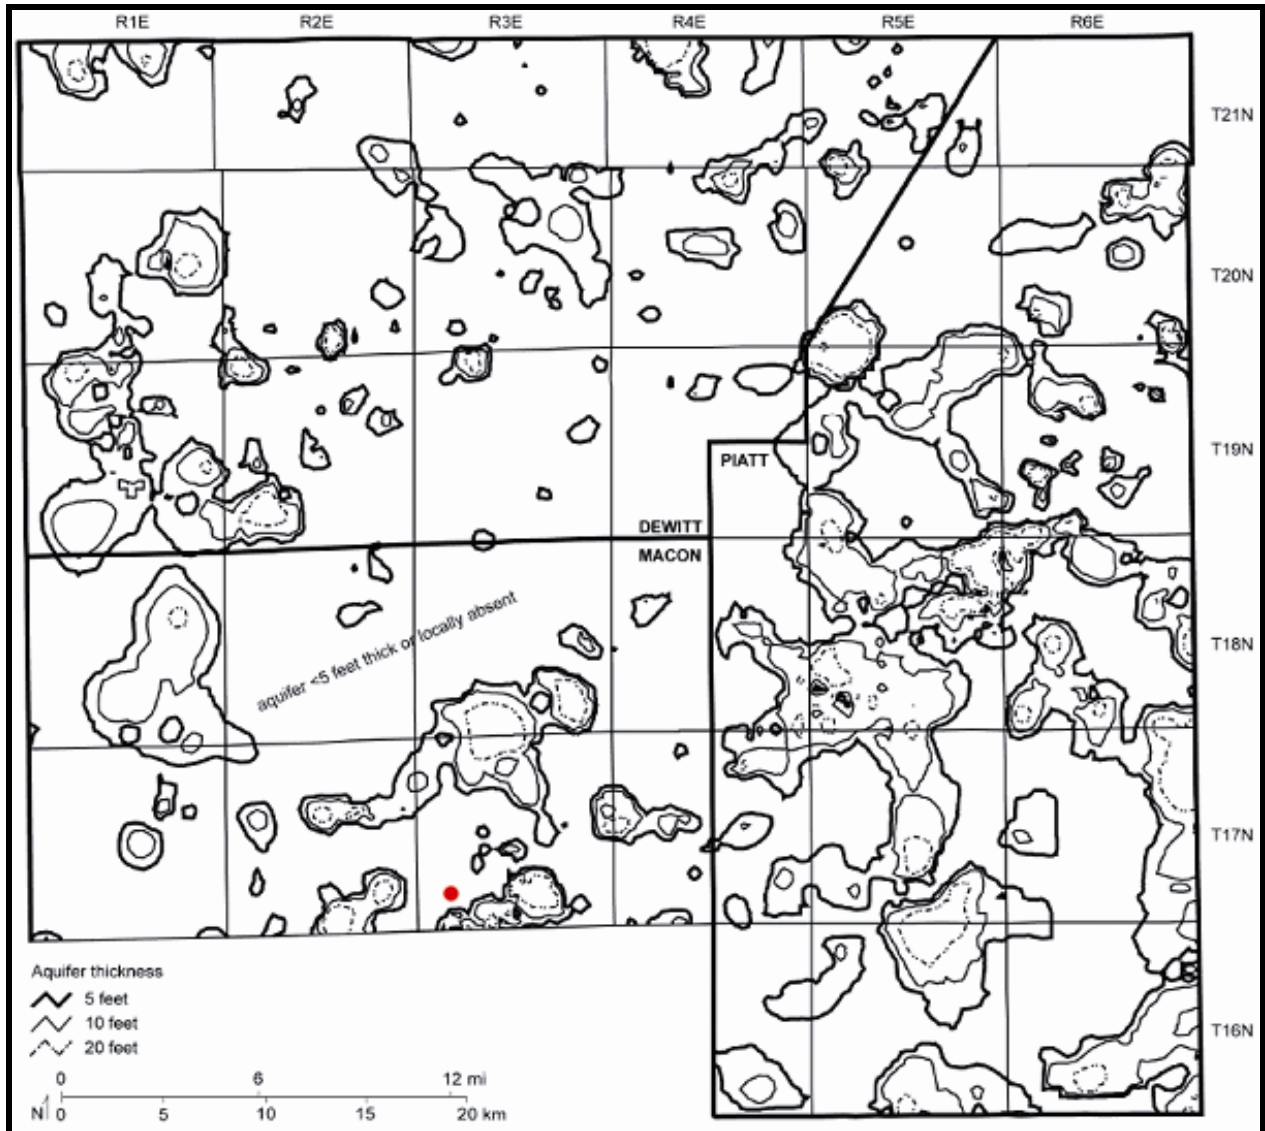 R1E R2E R3E R4E R5E R6E
T21N
T20N
T19N
PIATT
DEWITT
MACON
aquifer <5 feet thick or locally absent
T18N
T17N
Aquifer thickness
5 feet
10 feet
20 feet
T16N
0 6 12 mi
N 0 5 10 15 20 km